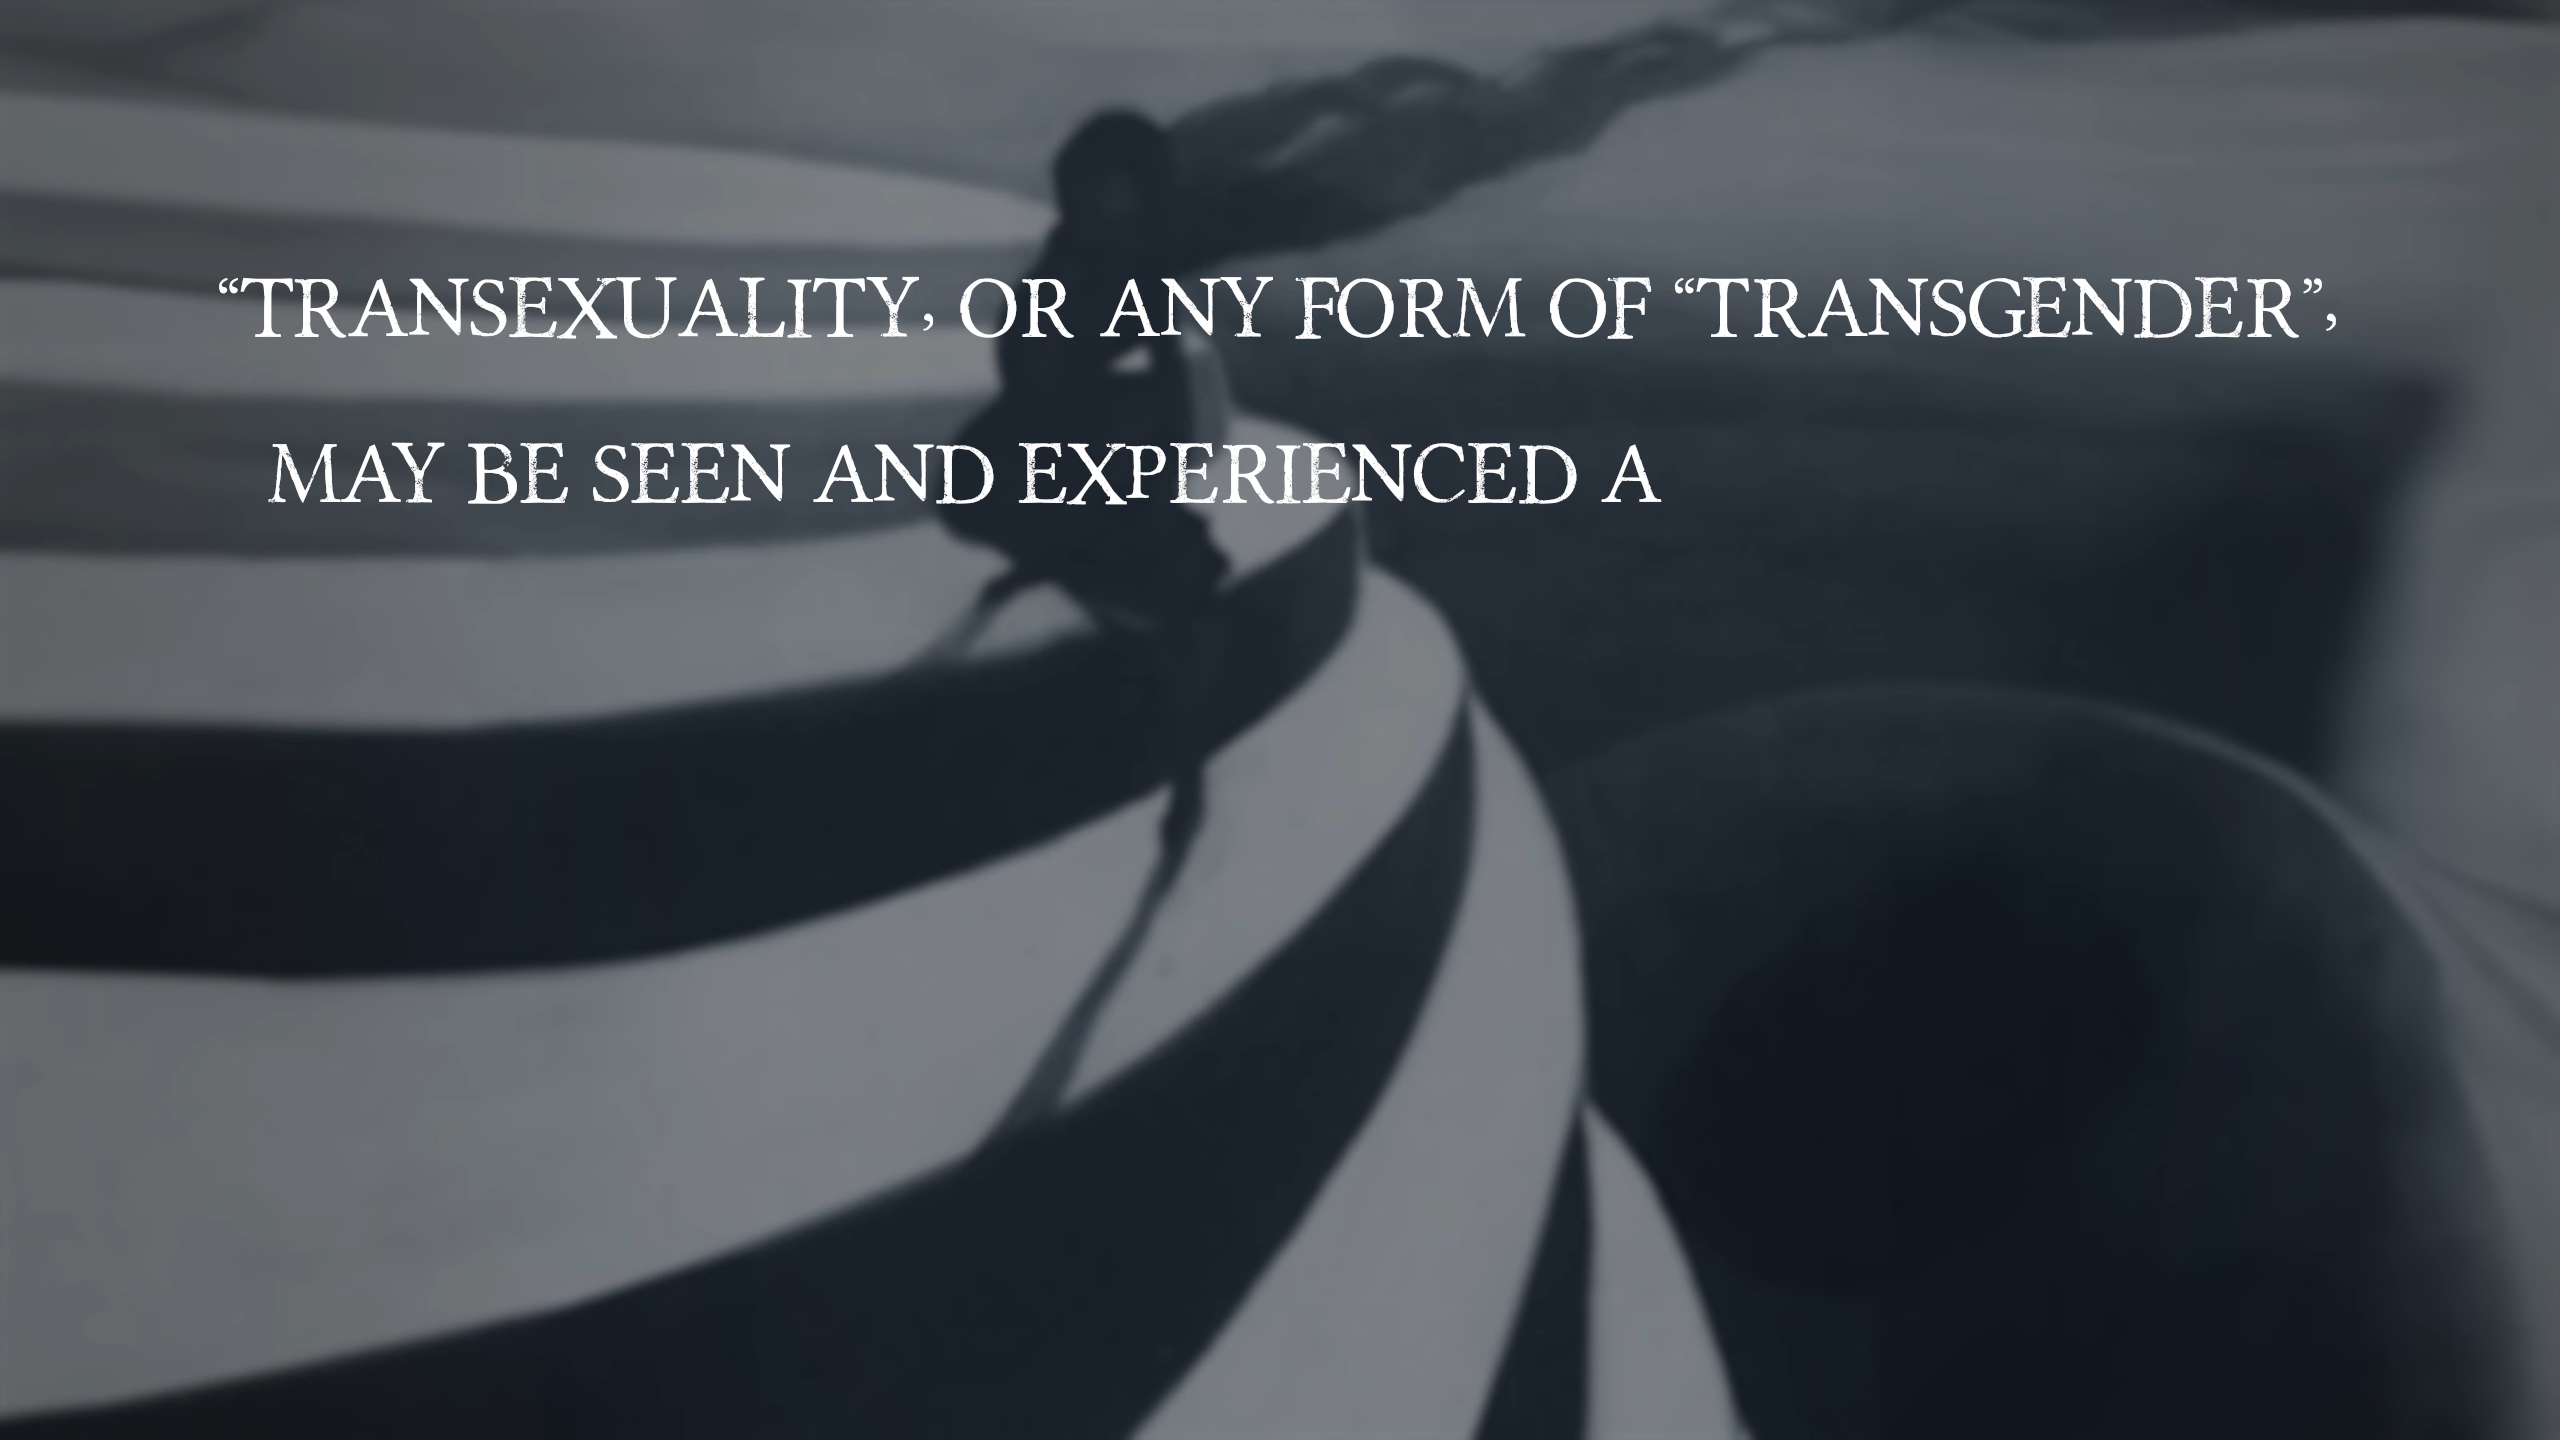 “TRANSEXUALITY, OR ANY FORM OF “TRANSGENDER”,
MAY BE SEEN AND EXPERIENCED A